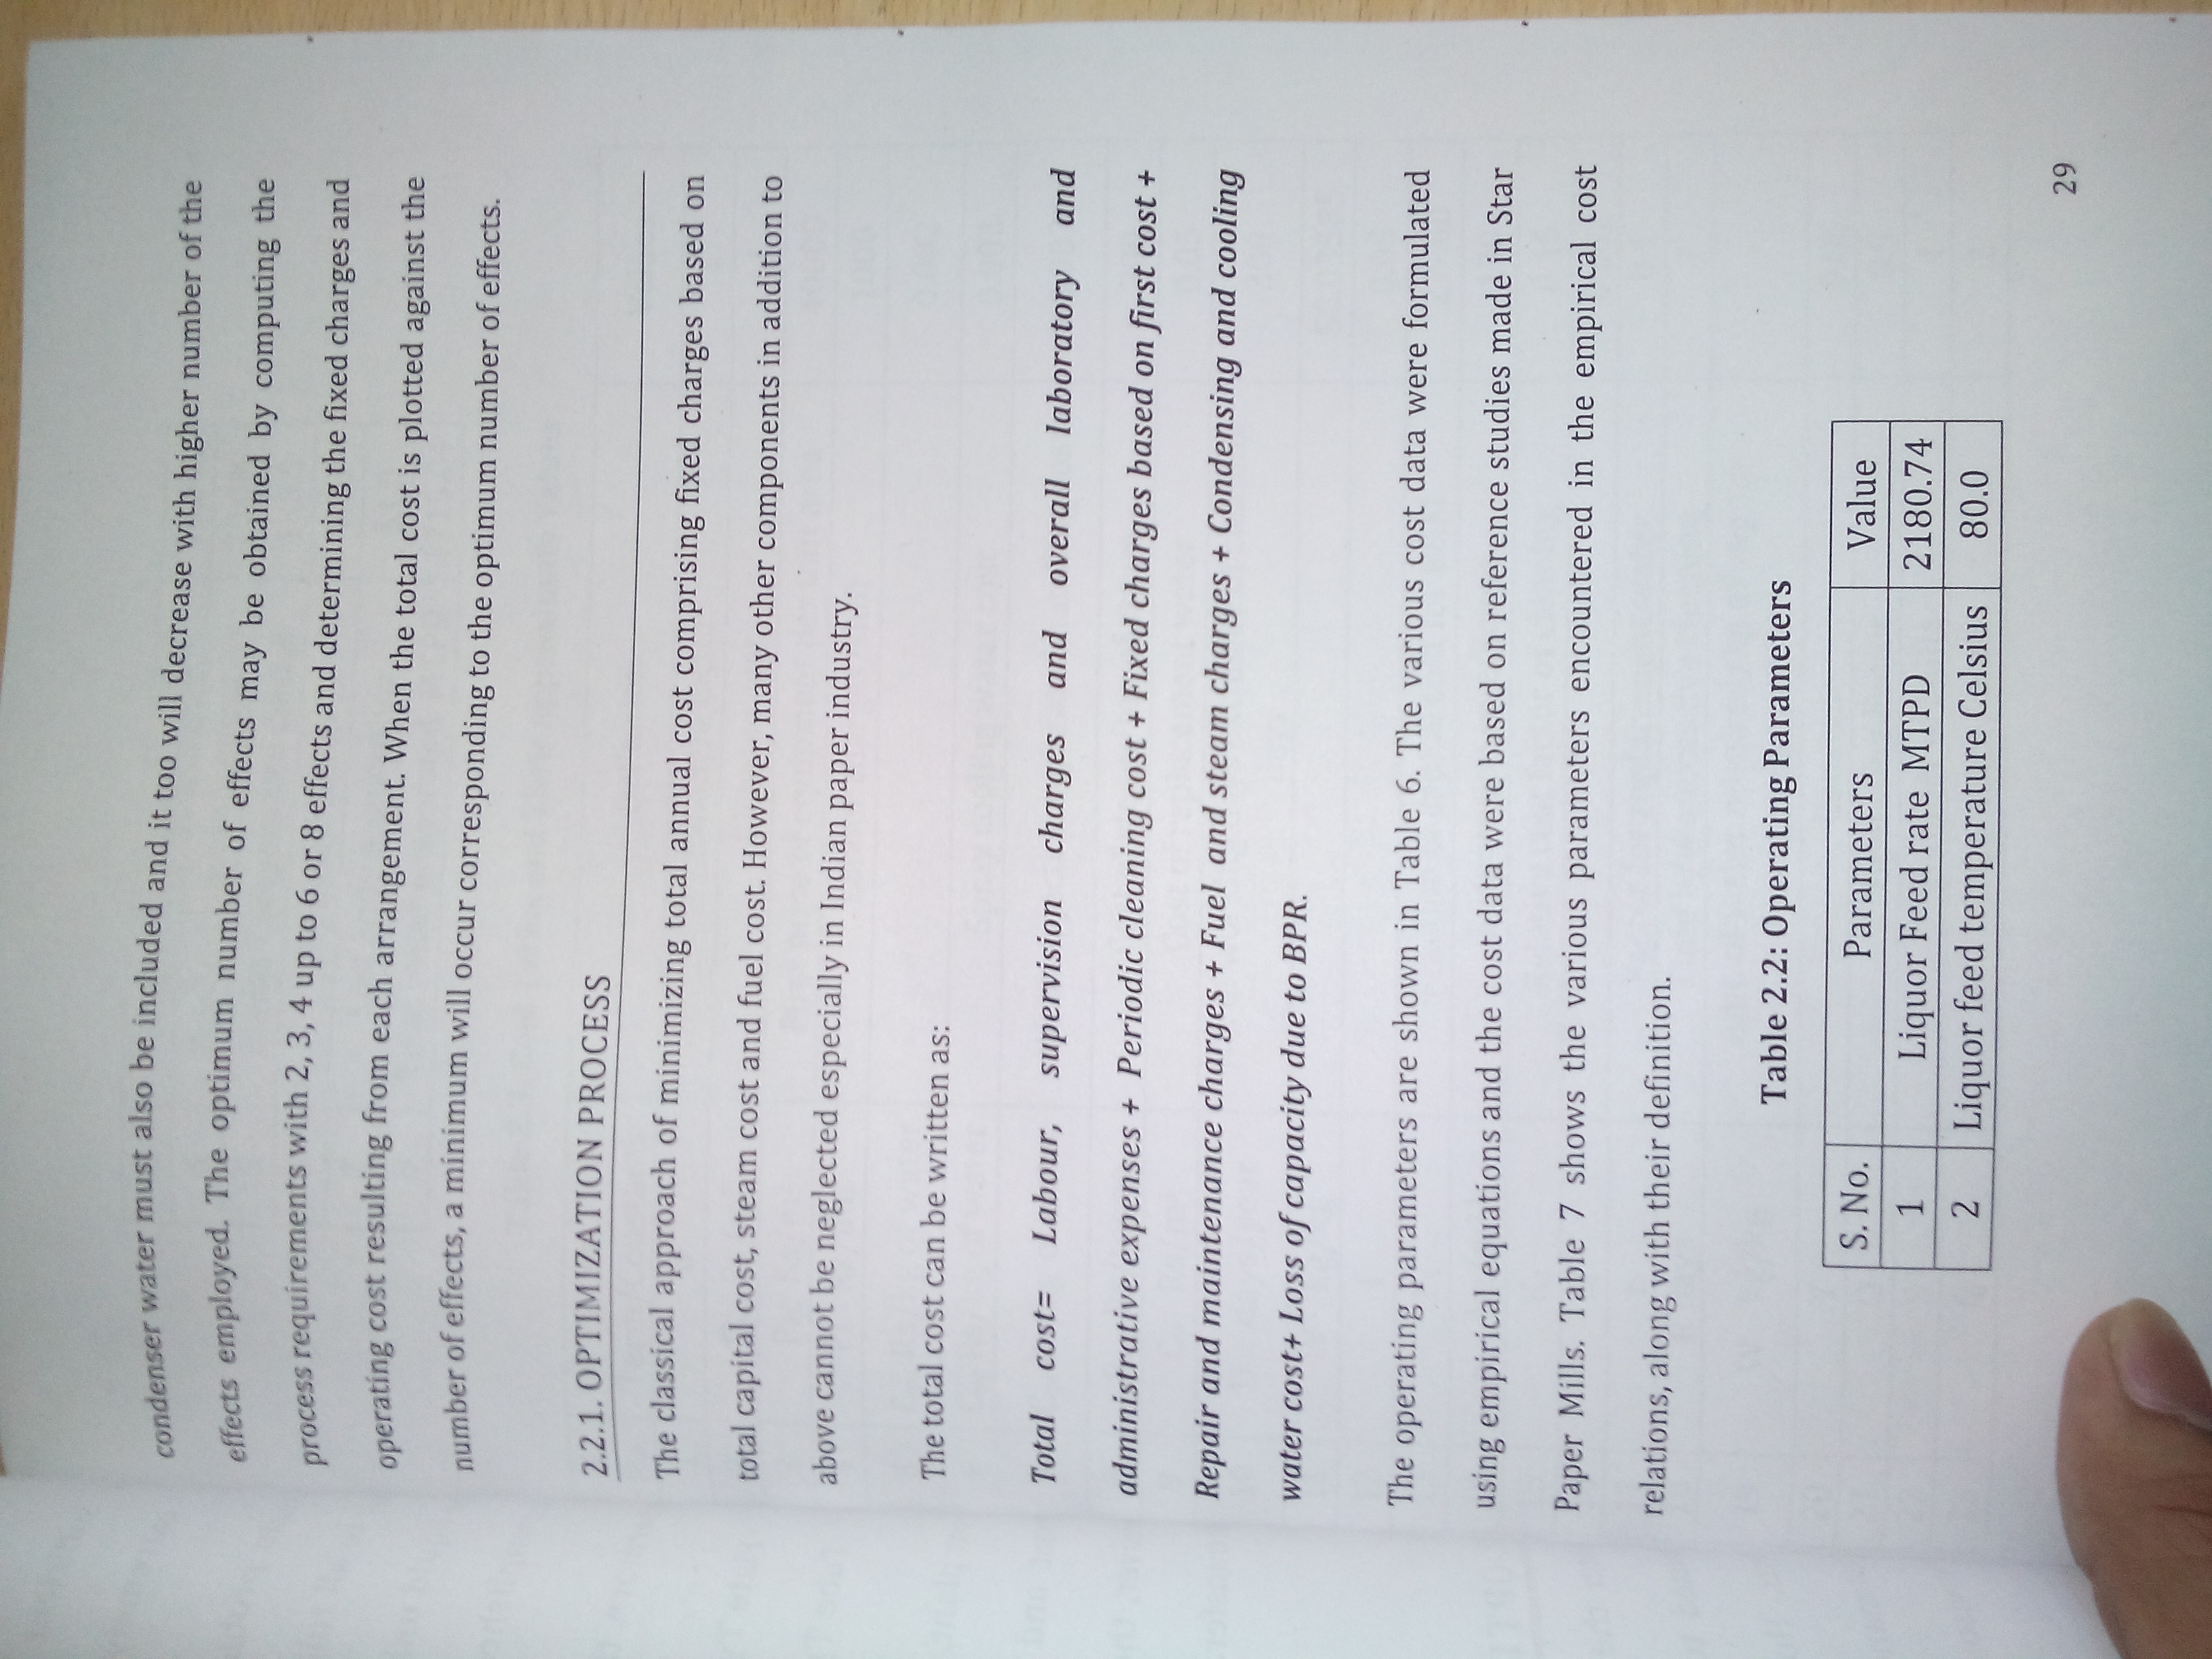 condenser water must also be included and it too will decrease with higher number of the
effects employed. The optimum number of effects may be obtained by computing the
process requirements with 2, 3, 4 up to 6 or 8 effects and determining the fixed charges and
operating cost resulting from each arrangement. When the total cost is plotted against the
number of effects, a minimum will occur corresponding to the optimum number of effects.
2.2.1. OPTIMIZATION PROCESS
The classical approach of minimizing total annual cost comprising fixed charges based on
total capital cost, steam cost and fuel cost. However, many other components in addition to
above cannot be neglected especially in Indian paper industry.
The total cost can be written as:
Total cost= Labour, supervision charges and overall laboratory and
administrative expenses + Periodic cleaning cost + Fixed charges based on first cost +
Repair and maintenance charges + Fuel and steam charges + Condensing and cooling
water cost+ Loss of capacity due to BPR.
The operating parameters are shown in Table 6. The various cost data were formulated
using empirical equations and the cost data were based on reference studies made in Star
Paper Mills. Table 7 shows the various parameters encountered in the empirical cost
relations, along with their definition.
Table 2.2: Operating Parameters
S. No. Parameters Value
1 Liquor Feed rate MTPD 2180.74
2 Liquor feed temperature Celsius 80.0
29